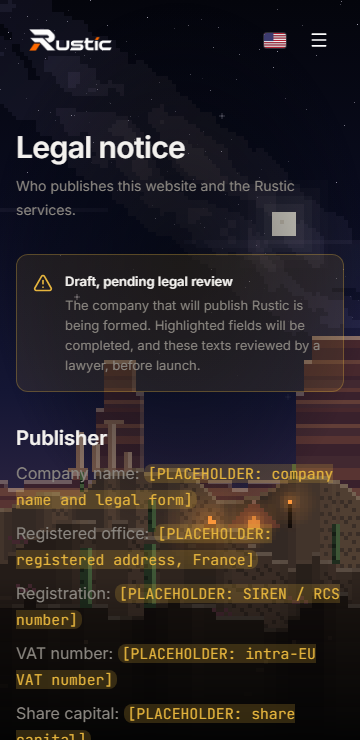 Rustic
Legal notice
Who publishes this website and the Rustic
services.
Draft, pending legal review
The company that will publish Rustic is
being formed. Highlighted fields will be
completed, and these texts reviewed by a
lawyer, before launch.
Publisher
Company name: [PLACEHOLDER: company
name and legal form]
Registered office: [PLACEHOLDER:
registered address, France]
Registration: [PLACEHOLDER: SIREN / RCS
number]
VAT number: [PLACEHOLDER: intra-EU
VAT number]
Share capital: [PLACEHOLDER: share
capital]